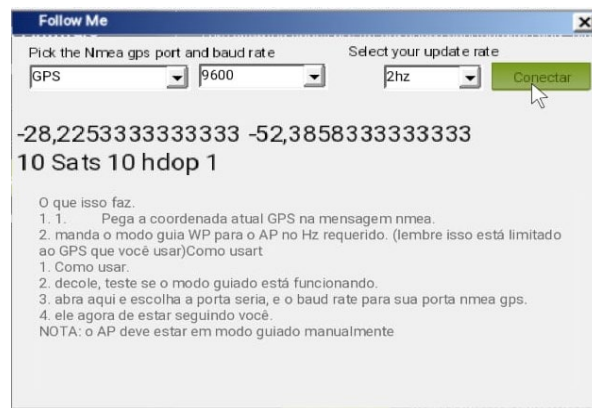 Follow Me
Pick the Nmea gps port and baud rate
Select your update rate
GPS
9600
2hz
Conectar
-28,2253333333333 -52,3858333333333
10 Sats 10 hdop 1
O que isso faz.
1. 1. Pega a coordenada atual GPS na mensagem nmea.
2. manda o modo guia WP para o AP no Hz requerido. (lembre isso está limitado
ao GPS que você usar)Como usart
1. Como usar.
2. decole, teste se o modo guiado está funcionando.
3. abra aqui e escolha a porta seria, e o baud rate para sua porta nmea gps.
4. ele agora de estar seguindo você.
NOTA: o AP deve estar em modo guiado manualmente